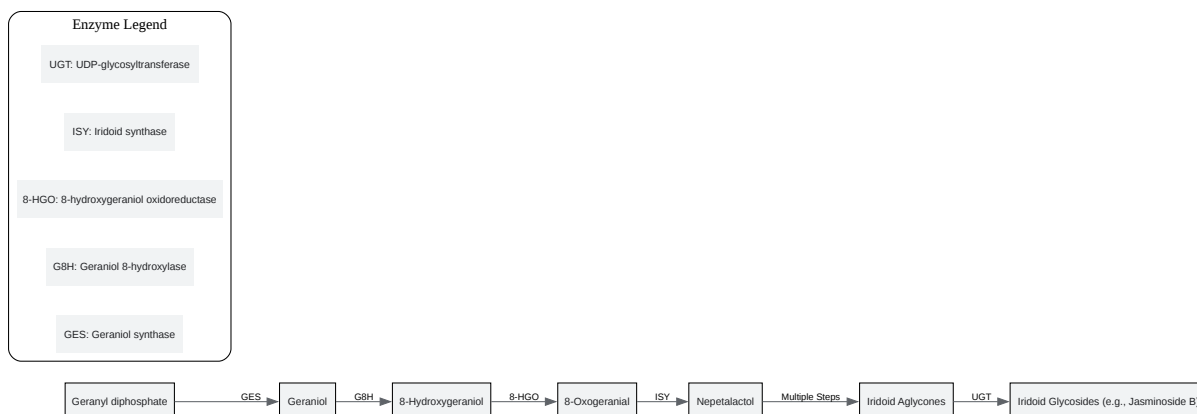 Enzyme Legend
UGT: UDP-glycosyltransferase
ISY: Iridoid synthase
8-HGO: 8-hydroxygeraniol oxidoreductase
G8H: Geraniol 8-hydroxylase
GES: Geraniol synthase
Geranyl diphosphate GES Geraniol G8H 8-Hydroxygeraniol 8-HGO 8-Oxogeranial ISY Nepetalactol Multiple Steps Iridoid Aglycones UGT Iridoid Glycosides (e.g., Jasminoside B)